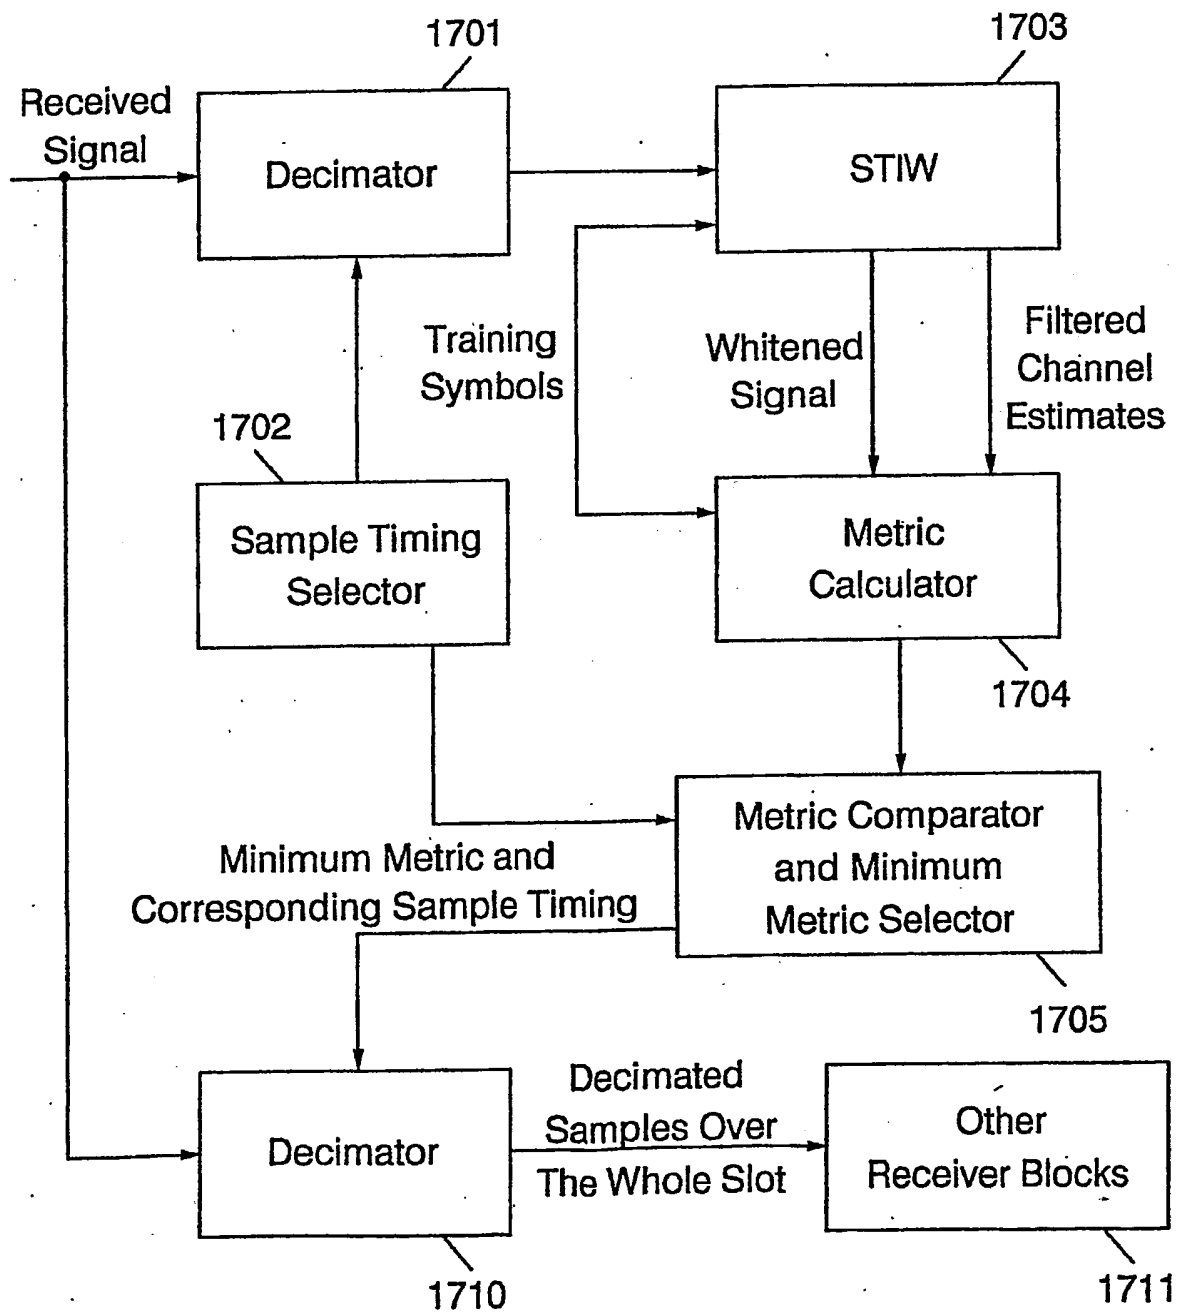 1701
1703
Received
Signal
Decimator
STIW
Training
Symbols
Whitened
Signal
Filtered
Channel
Estimates
1702
Sample Timing
Selector
Metric
Calculator
1704
Metric Comparator
and Minimum
Metric Selector
Minimum Metric and
Corresponding Sample Timing
1705
Decimator
Decimated
Samples Over
The Whole Slot
Other
Receiver Blocks
1710
1711